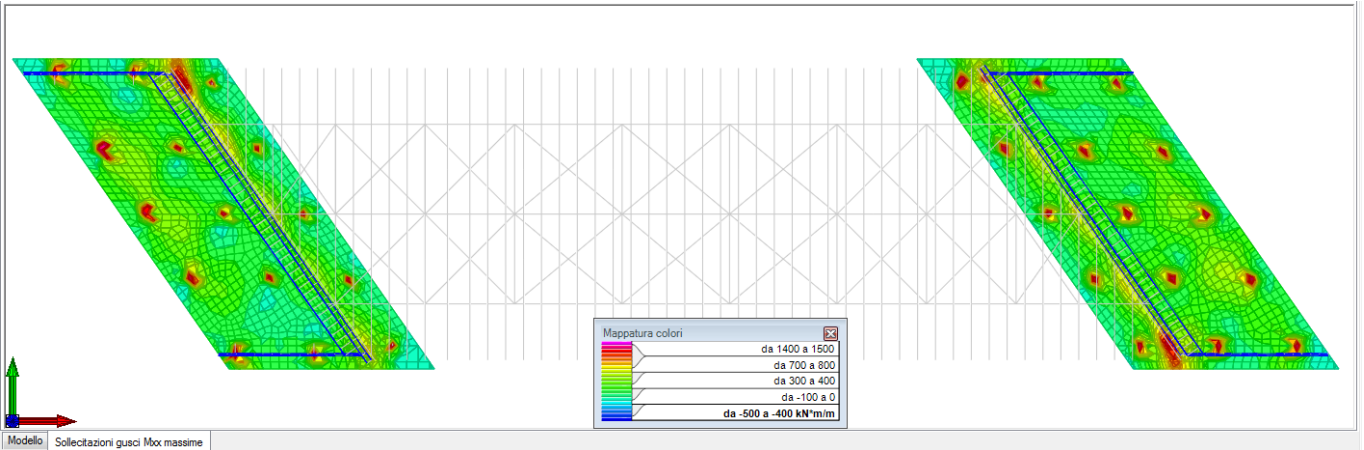 Mappatura colori
da 1400 a 1500
da 700 a 800
da 300 a 400
da -100 a 0
da -500 a -400 kN*m/m
Modello
Sollecitazioni gusci Mxx massime